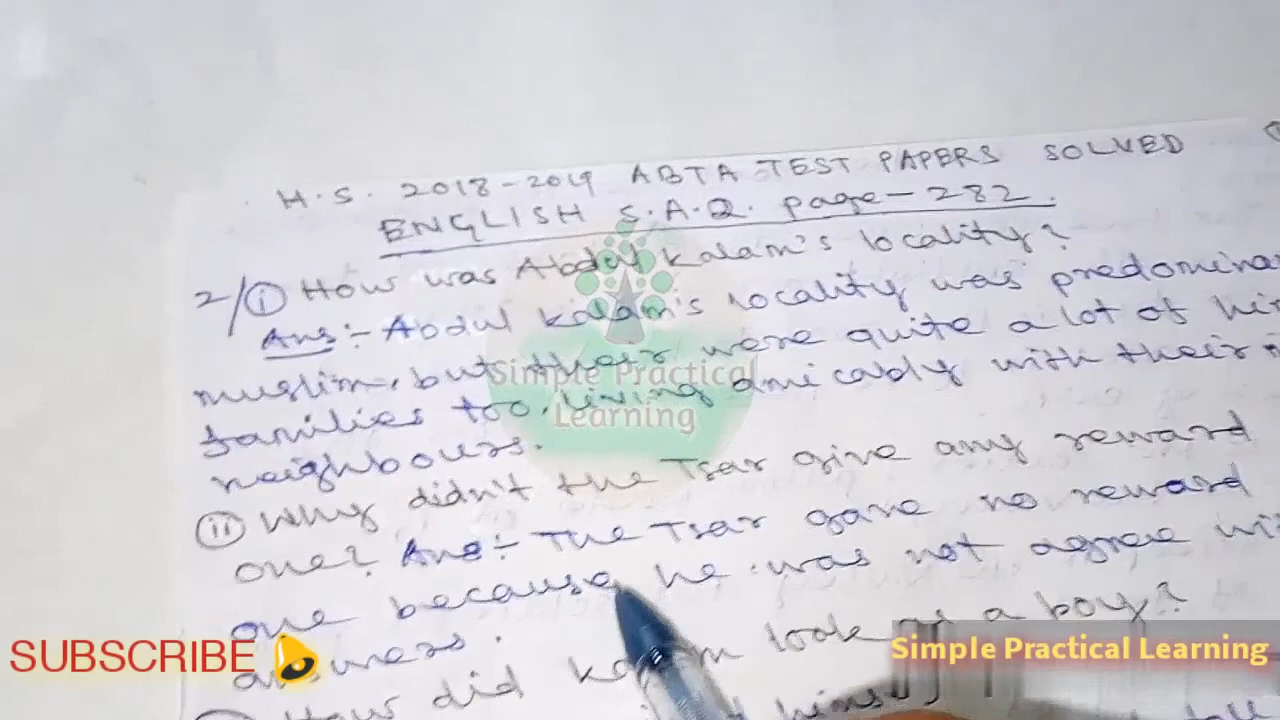 H.S. 2018-2019 ABTA TEST PAPERS SOLVED
ENGLISH S.A.Q. page-282.
2/ (i) How was Abdul Kalam's locality?
Ans:- Abdul Kalam's locality was predomina
muslim, but there were quite a lot of hi
families too, living amicably with their
neighbours.
(ii) Why didn't the Tsar give any reward
one? Ans:- The Tsar gave no reward
one because he was not agree wi
How did Kalam look as a boy?
Simple Practical
Learning
SUBSCRIBE
Simple Practical Learning